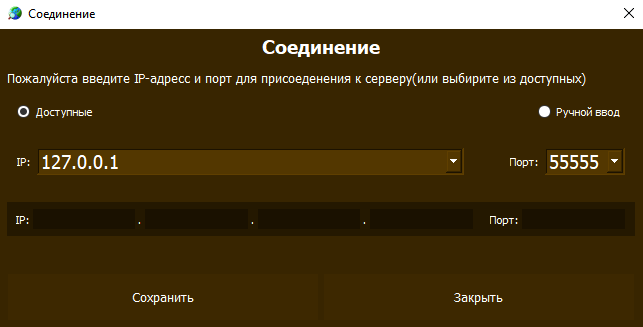 Соединение
Соединение
Пожалуйста введите IP-адресс и порт для присоеденения к серверу(или выбирите из доступных)
Доступные Ручной ввод
IP: 127.0.0.1 Порт: 55555
IP: . . . Порт:
Сохранить Закрыть